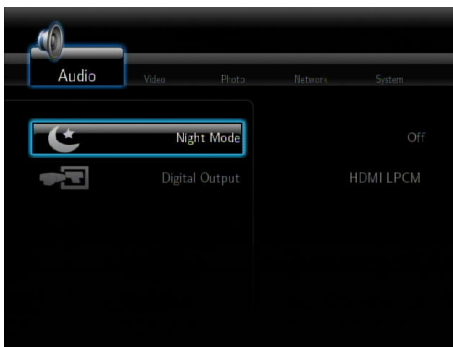 Audio Video Photo Network System
Night Mode Off
Digital Output HDMI LPCM